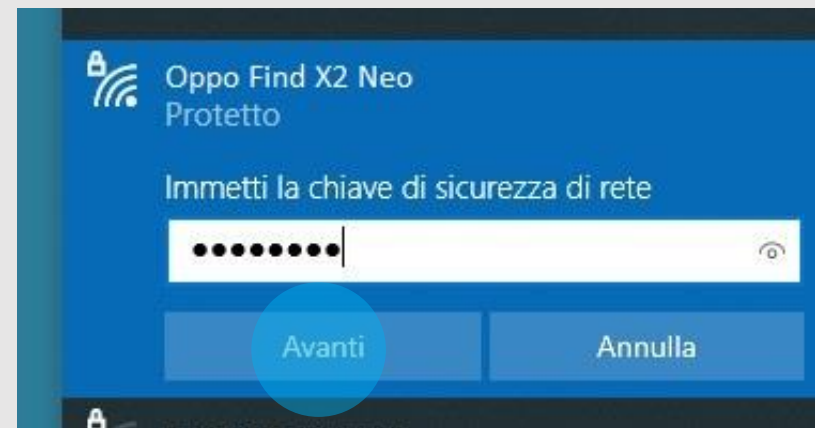 Oppo Find X2 Neo
Protetto
Immetti la chiave di sicurezza di rete
••••••••
Avanti
Annulla